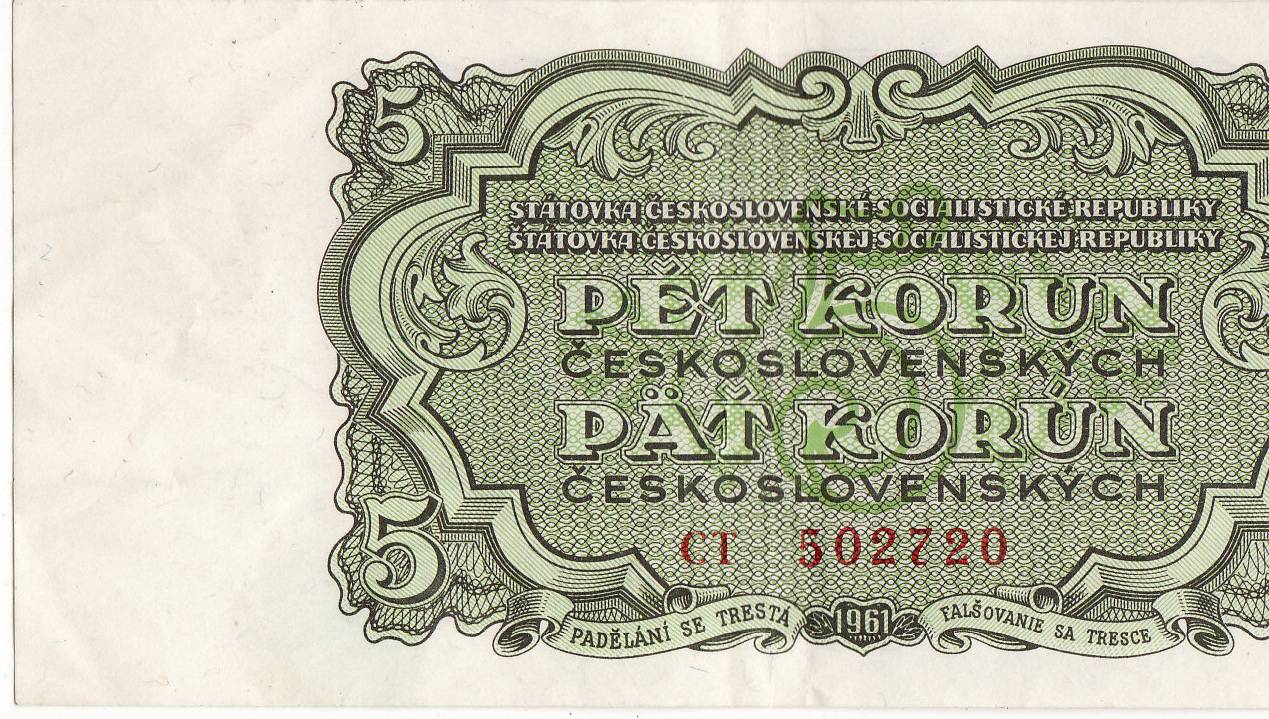 5
STÁTOVKA ČESKOSLOVENSKÉ SOCIALISTICKÉ REPUBLIKY
ŠTÁTOVKA ČESKOSLOVENSKEJ SOCIALISTICKEJ REPUBLIKY
PĚT KORUN
ČESKOSLOVENSKÝCH
PÄŤ KORÚN
ČESKOSLOVENSKÝCH
5
CT 502720
PADĚLÁNÍ SE TRESTÁ 1961 FALŠOVANIE SA TRESCE